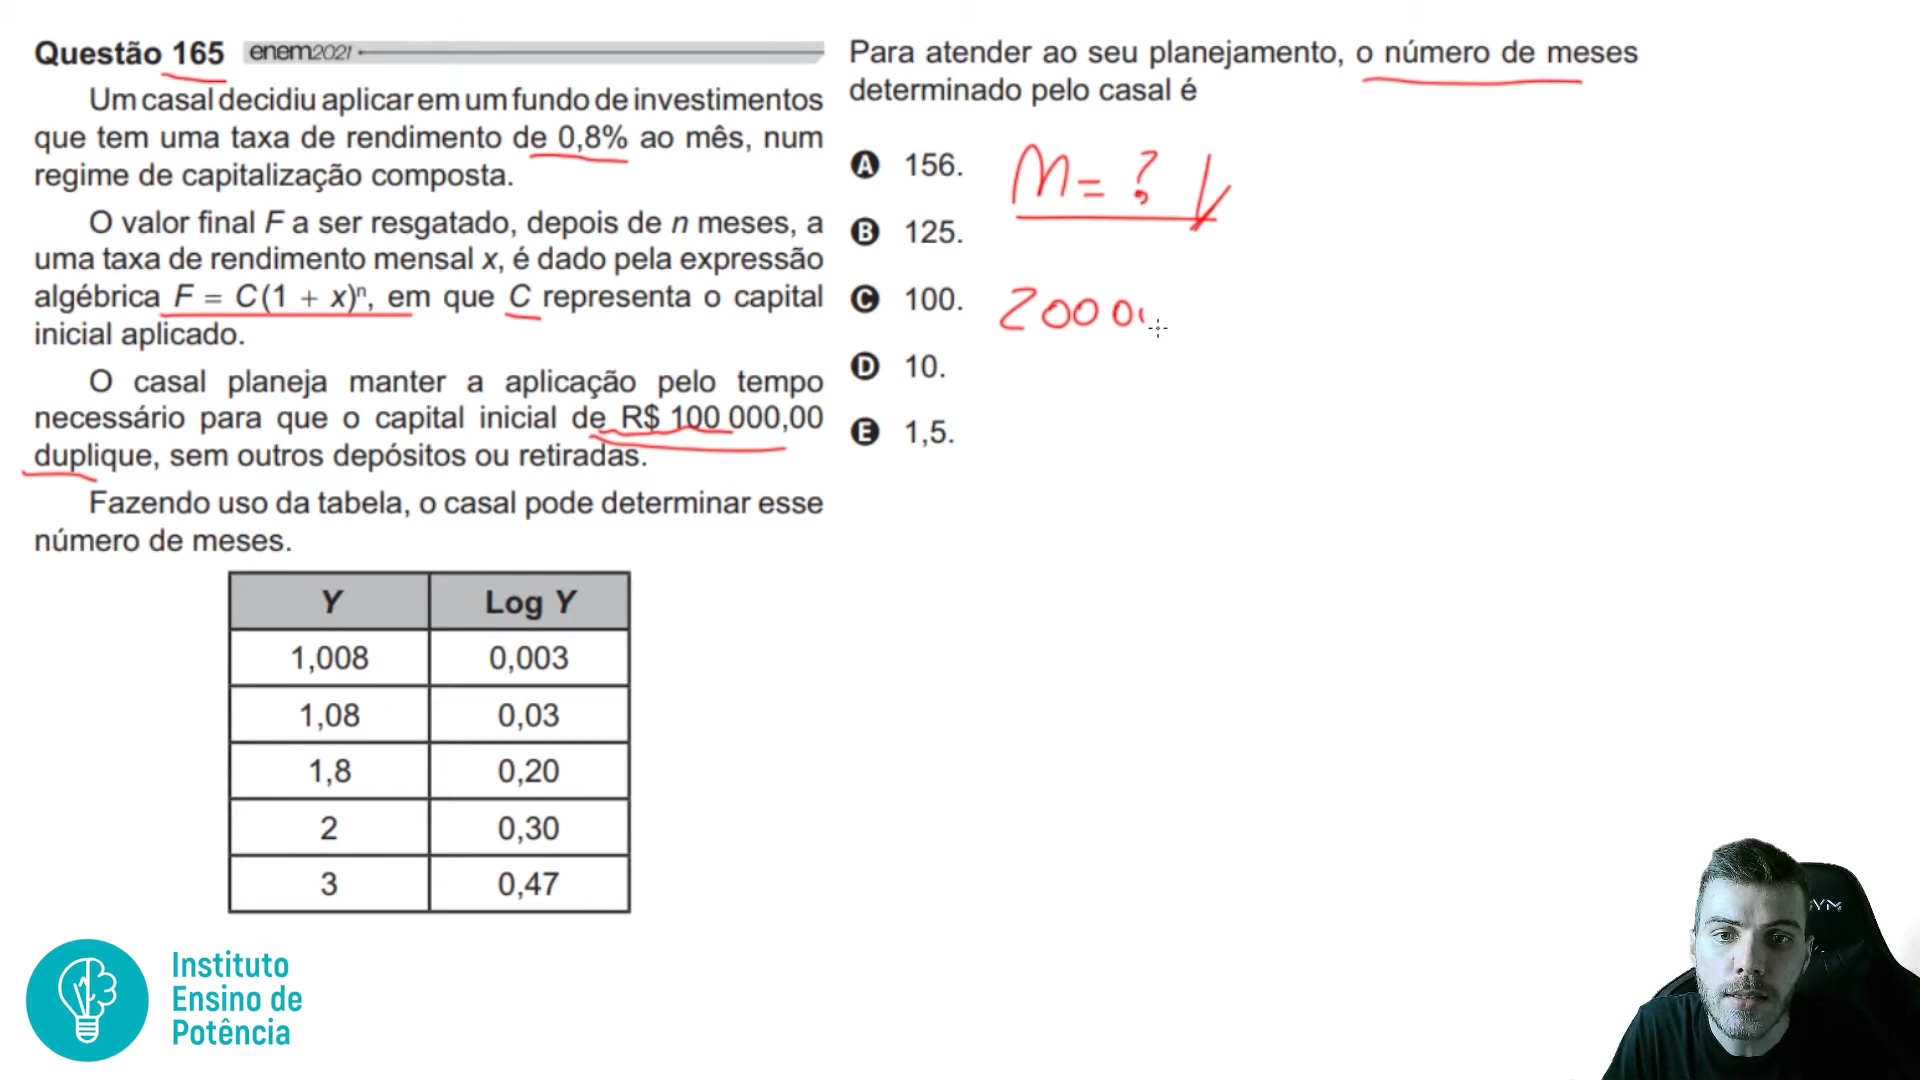 Questão 165 enem2021
Um casal decidiu aplicar em um fundo de investimentos
que tem uma taxa de rendimento de 0,8% ao mês, num
regime de capitalização composta.
O valor final F a ser resgatado, depois de n meses, a
uma taxa de rendimento mensal x, é dado pela expressão
algébrica F = C(1 + x)ⁿ, em que C representa o capital
inicial aplicado.
O casal planeja manter a aplicação pelo tempo
necessário para que o capital inicial de R$ 100 000,00
duplique, sem outros depósitos ou retiradas.
Fazendo uso da tabela, o casal pode determinar esse
número de meses.
Y Log Y
1,008 0,003
1,08 0,03
1,8 0,20
2 0,30
3 0,47
Instituto
Ensino de
Potência
Para atender ao seu planejamento, o número de meses
determinado pelo casal é
A 156.
B 125.
C 100.
D 10.
E 1,5.
M = ?
2000